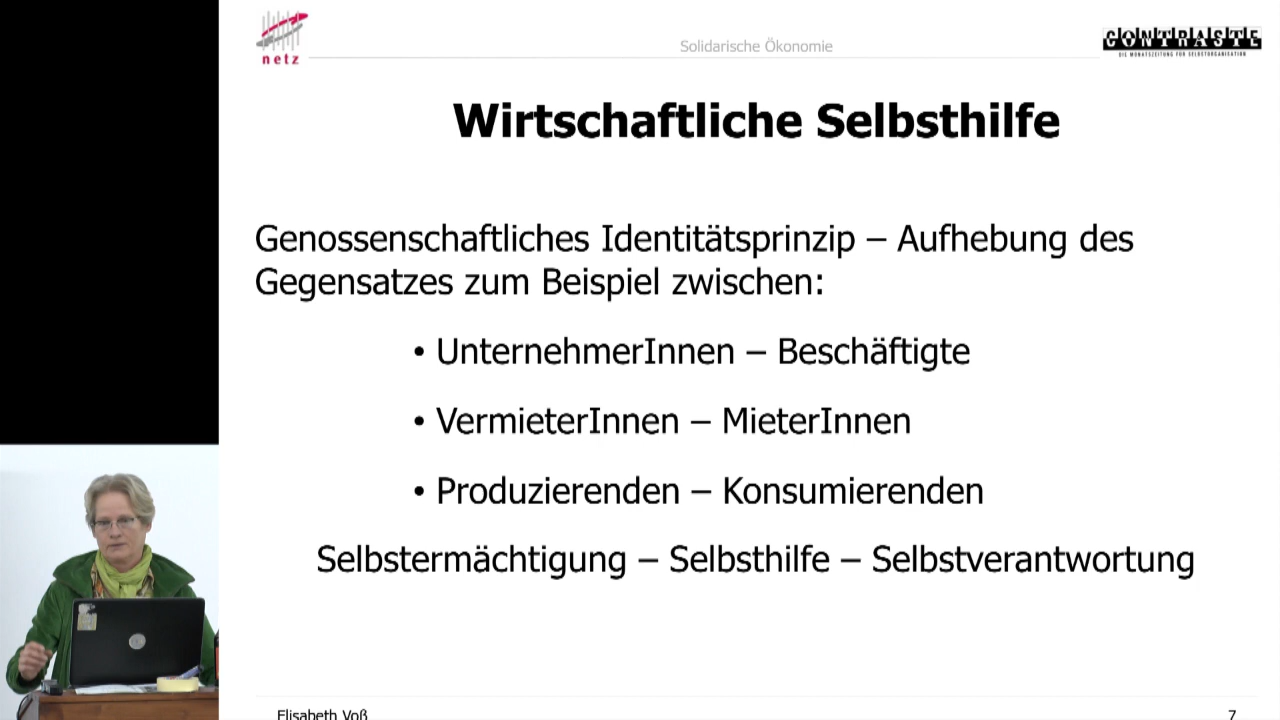 netz
Solidarische Ökonomie
CONTRASTE
DIE MONATSZEITUNG FÜR SELBSTORGANISATION
Wirtschaftliche Selbsthilfe
Genossenschaftliches Identitätsprinzip – Aufhebung des
Gegensatzes zum Beispiel zwischen:
• UnternehmerInnen – Beschäftigte
• VermieterInnen – MieterInnen
• Produzierenden – Konsumierenden
Selbstermächtigung – Selbsthilfe – Selbstverantwortung
Elisabeth Voß
7